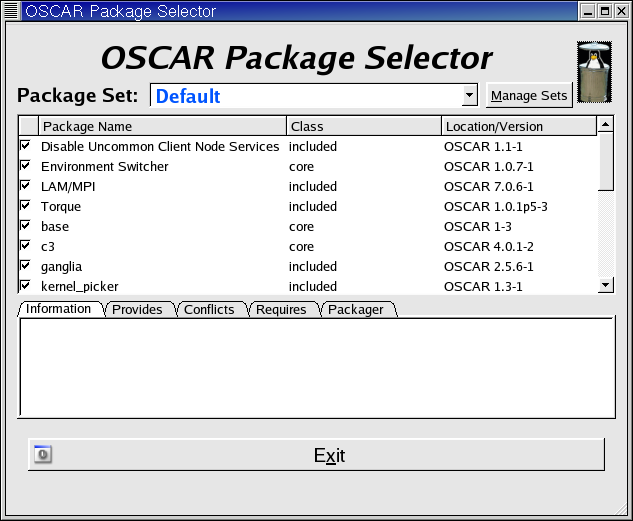 OSCAR Package Selector
OSCAR Package Selector
Package Set: Default Manage Sets
Package Name Class Location/Version
Disable Uncommon Client Node Services included OSCAR 1.1-1
Environment Switcher core OSCAR 1.0.7-1
LAM/MPI included OSCAR 7.0.6-1
Torque included OSCAR 1.0.1p5-3
base core OSCAR 1-3
c3 core OSCAR 4.0.1-2
ganglia included OSCAR 2.5.6-1
kernel_picker included OSCAR 1.3-1
Information Provides Conflicts Requires Packager
Exit